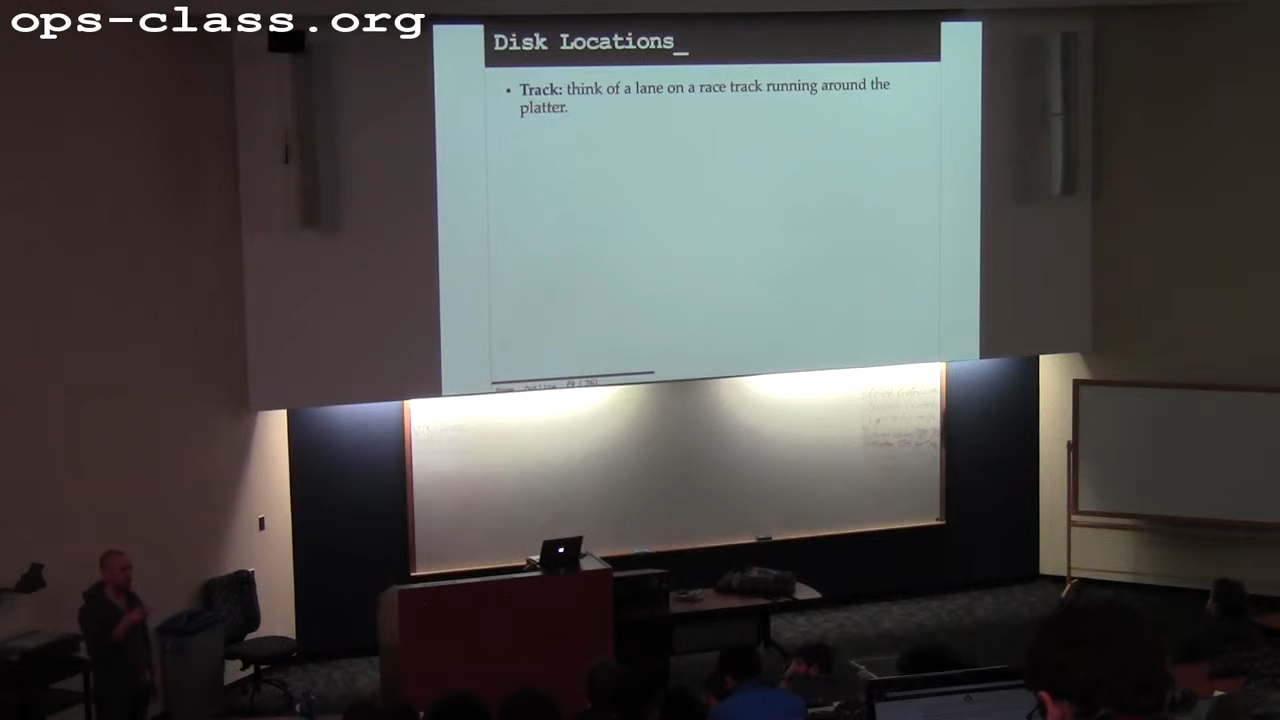 ops-class.org
Disk Locations_
• Track: think of a lane on a race track running around the
platter.